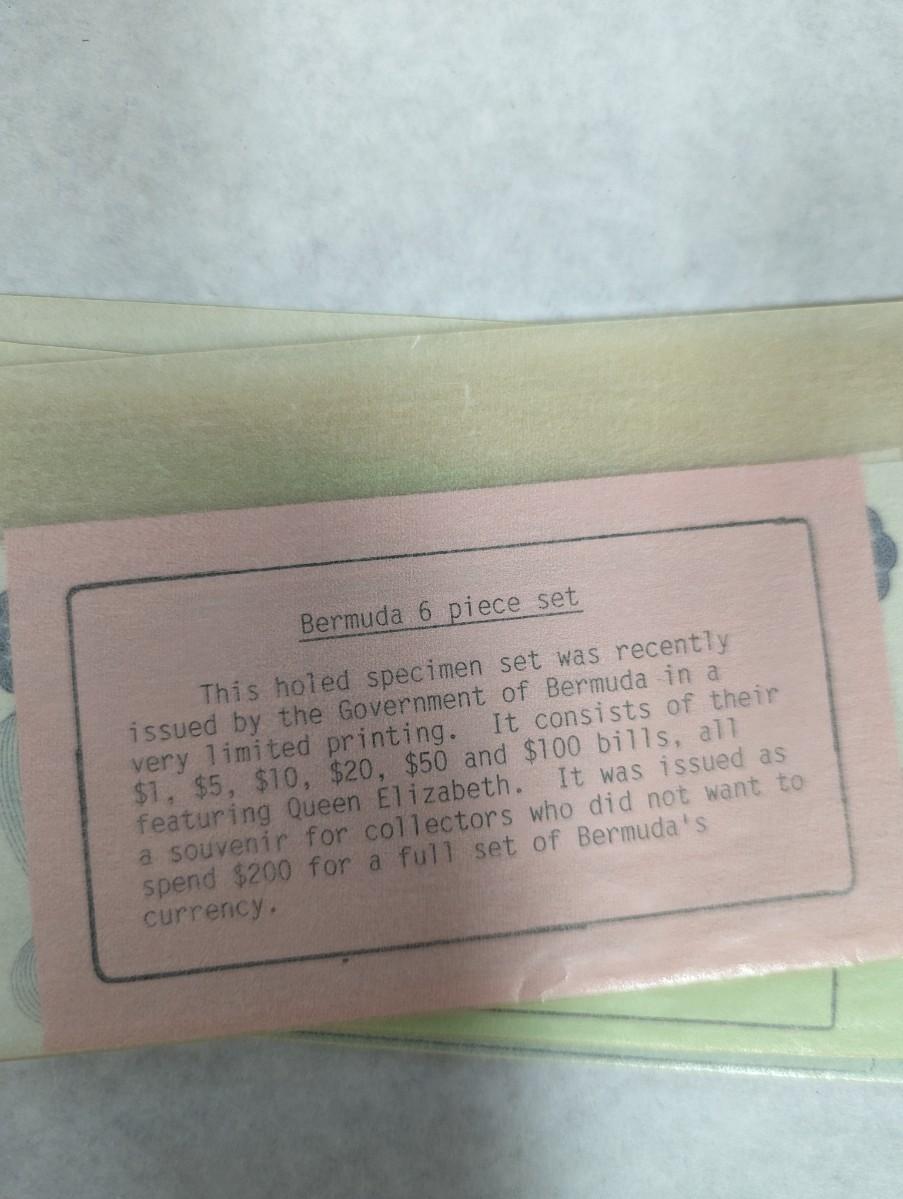 Bermuda 6 piece set
This holed specimen set was recently
issued by the Government of Bermuda in a
very limited printing. It consists of their
$1, $5, $10, $20, $50 and $100 bills, all
featuring Queen Elizabeth. It was issued as
a souvenir for collectors who did not want to
spend $200 for a full set of Bermuda's
currency.